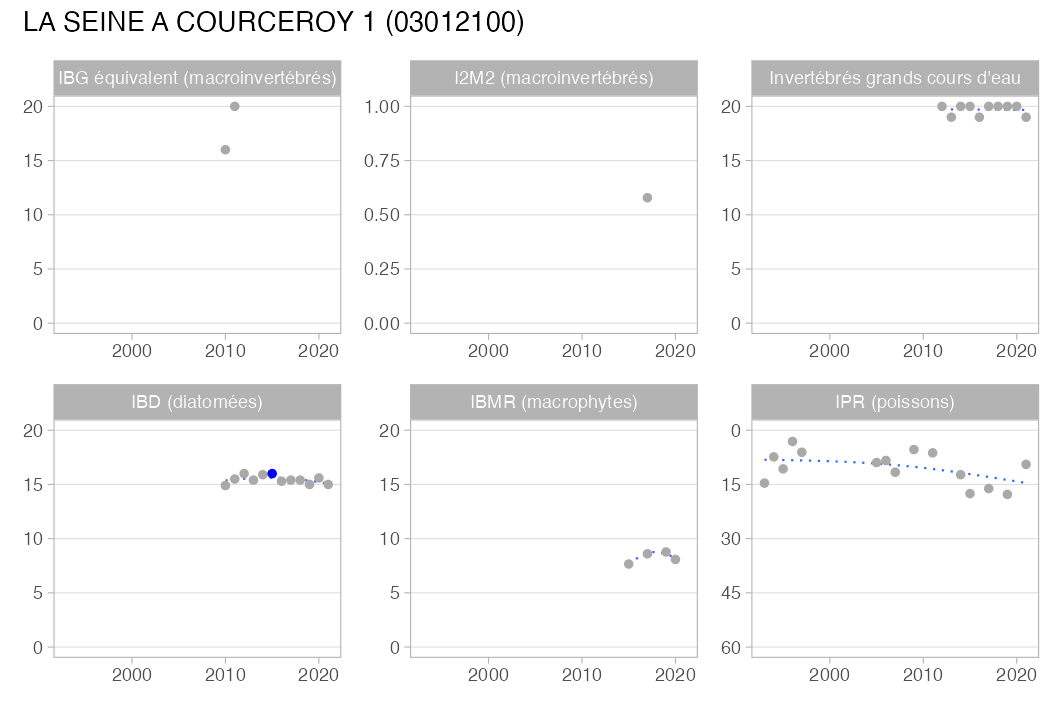 LA SEINE A COURCEROY 1 (03012100)
IBG équivalent (macroinvertébrés)
I2M2 (macroinvertébrés)
Invertébrés grands cours d'eau
20
15
10
5
0
2000 2010 2020
1.00
0.75
0.50
0.25
0.00
2000 2010 2020
20
15
10
5
0
2000 2010 2020
IBD (diatomées)
IBMR (macrophytes)
IPR (poissons)
20
15
10
5
0
2000 2010 2020
20
15
10
5
0
2000 2010 2020
0
15
30
45
60
2000 2010 2020